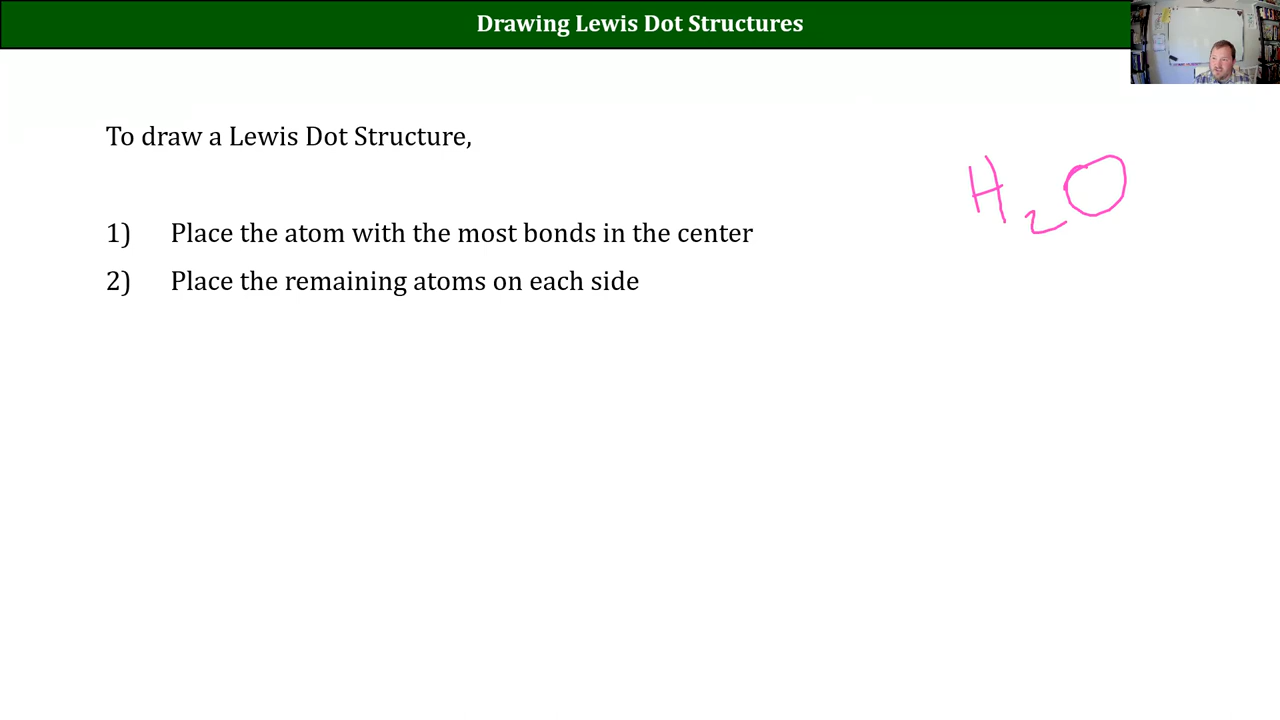 Drawing Lewis Dot Structures
To draw a Lewis Dot Structure,
H₂O
1) Place the atom with the most bonds in the center
2) Place the remaining atoms on each side